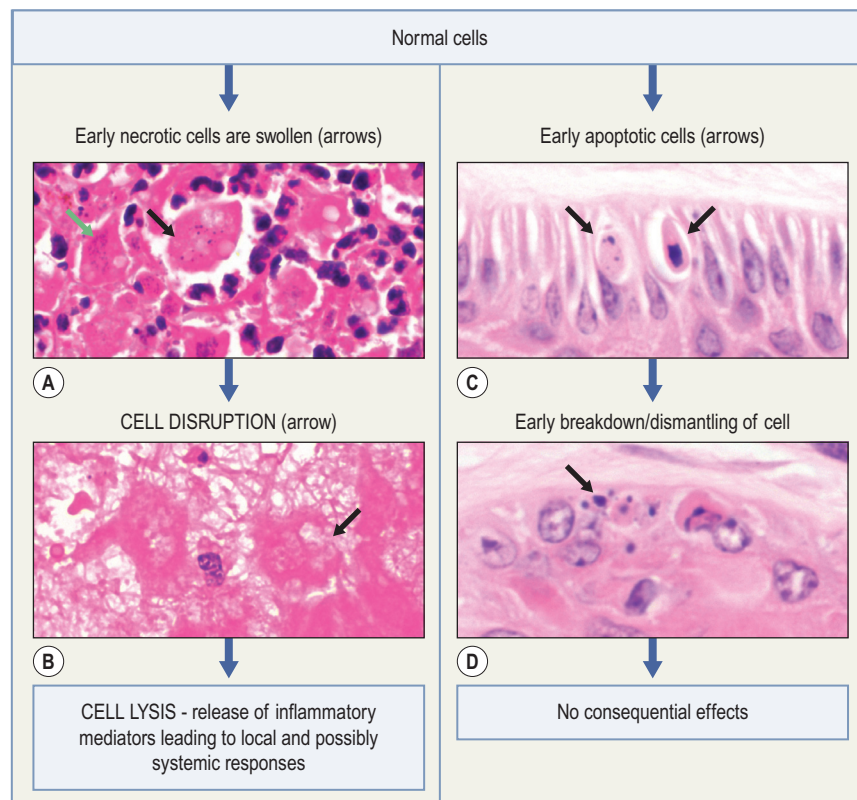 Normal cells
Early necrotic cells are swollen (arrows)
A
CELL DISRUPTION (arrow)
B
CELL LYSIS - release of inflammatory
mediators leading to local and possibly
systemic responses
Early apoptotic cells (arrows)
C
Early breakdown/dismantling of cell
D
No consequential effects